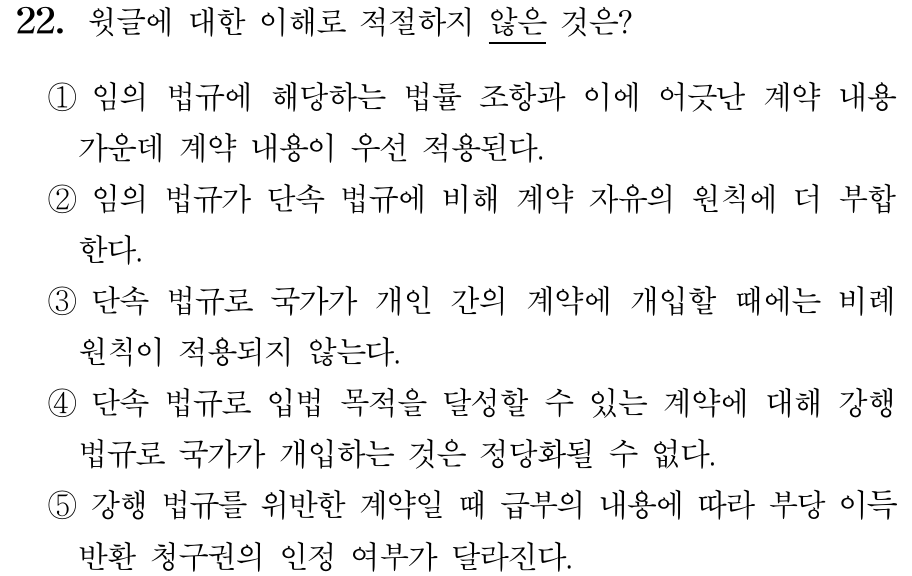 22. 윗글에 대한 이해로 적절하지 않은 것은?
① 임의 법규에 해당하는 법률 조항과 이에 어긋난 계약 내용
가운데 계약 내용이 우선 적용된다.
② 임의 법규가 단속 법규에 비해 계약 자유의 원칙에 더 부합
한다.
③ 단속 법규로 국가가 개인 간의 계약에 개입할 때에는 비례
원칙이 적용되지 않는다.
④ 단속 법규로 입법 목적을 달성할 수 있는 계약에 대해 강행
법규로 국가가 개입하는 것은 정당화될 수 없다.
⑤ 강행 법규를 위반한 계약일 때 급부의 내용에 따라 부당 이득
반환 청구권의 인정 여부가 달라진다.